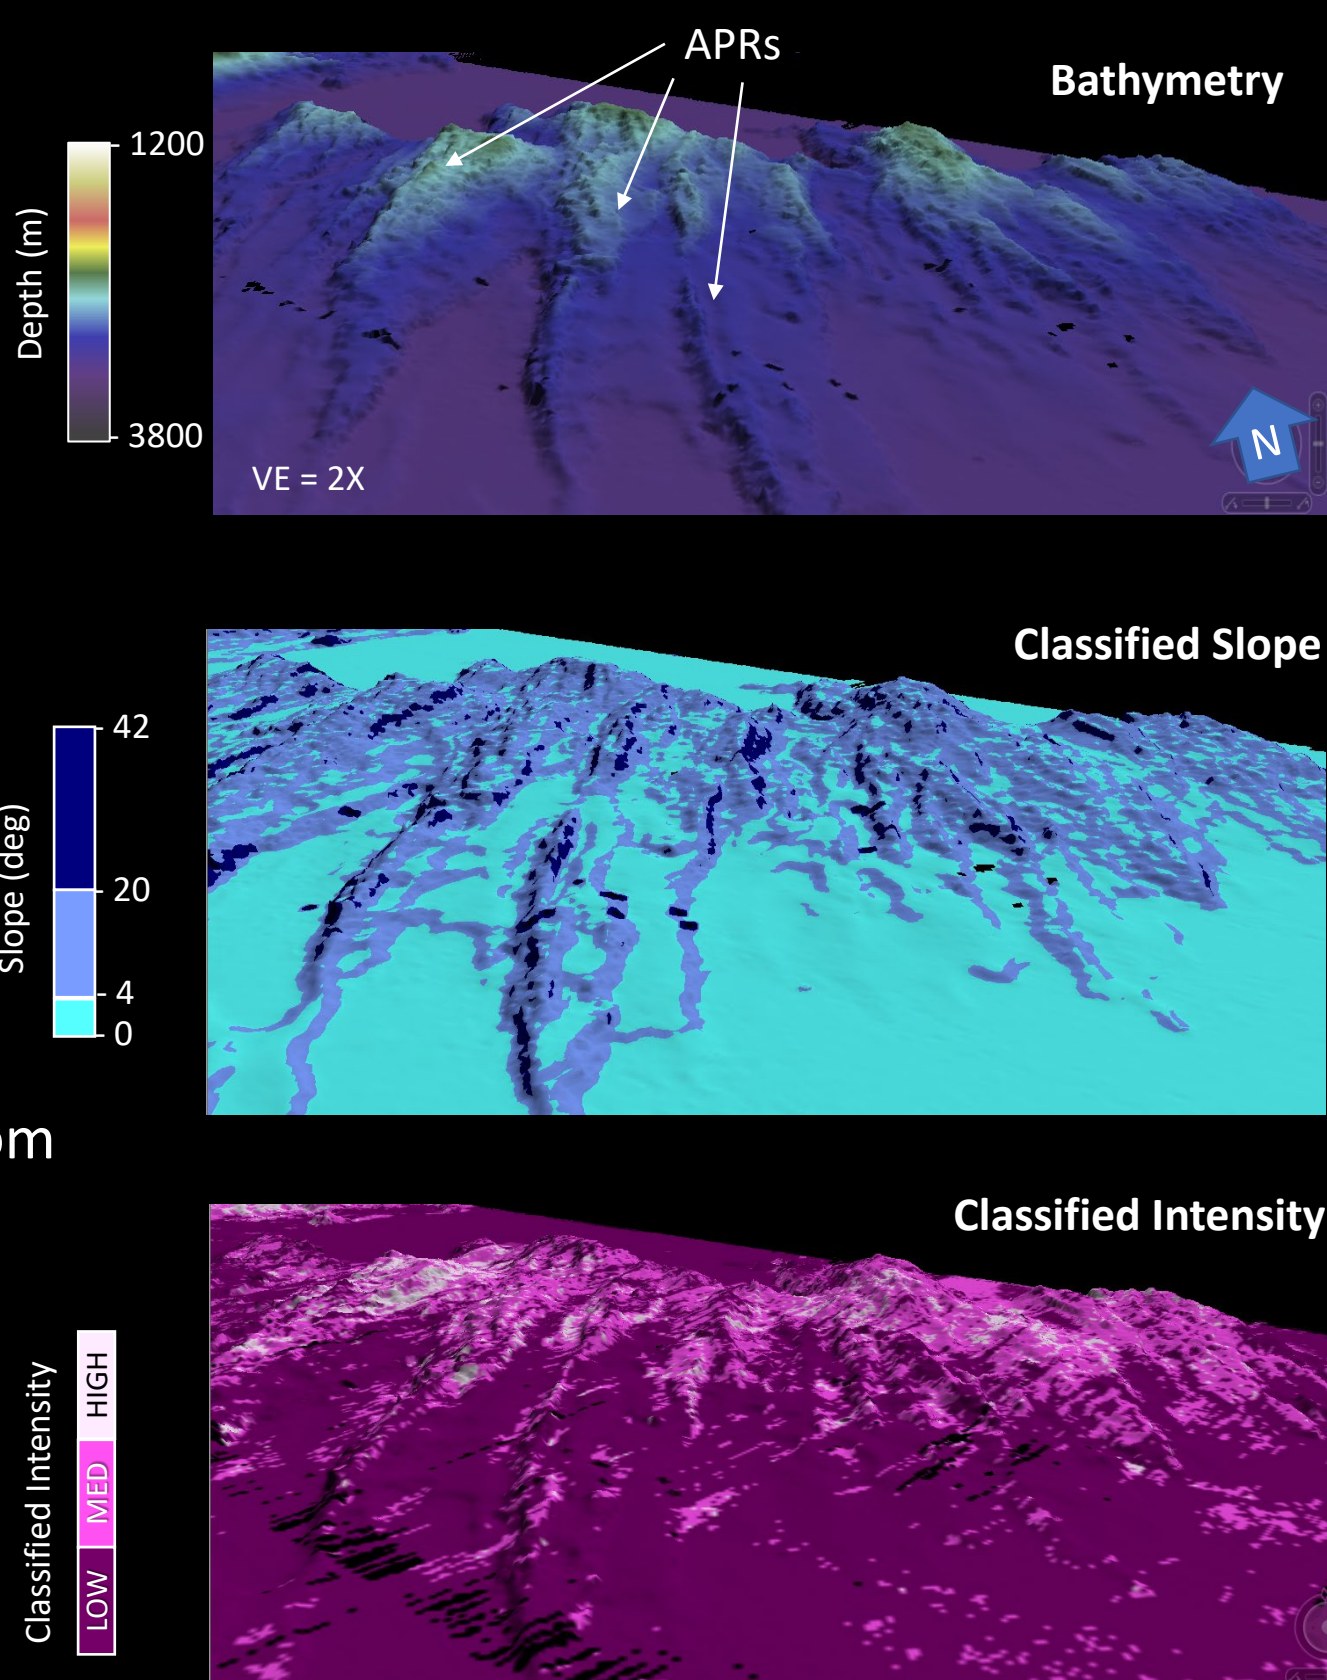 APRs
Bathymetry
1200
Depth (m)
3800
VE = 2X
N
Classified Slope
42
Slope (deg)
20
4
0
om
Classified Intensity
Classified Intensity
HIGH
MED
LOW